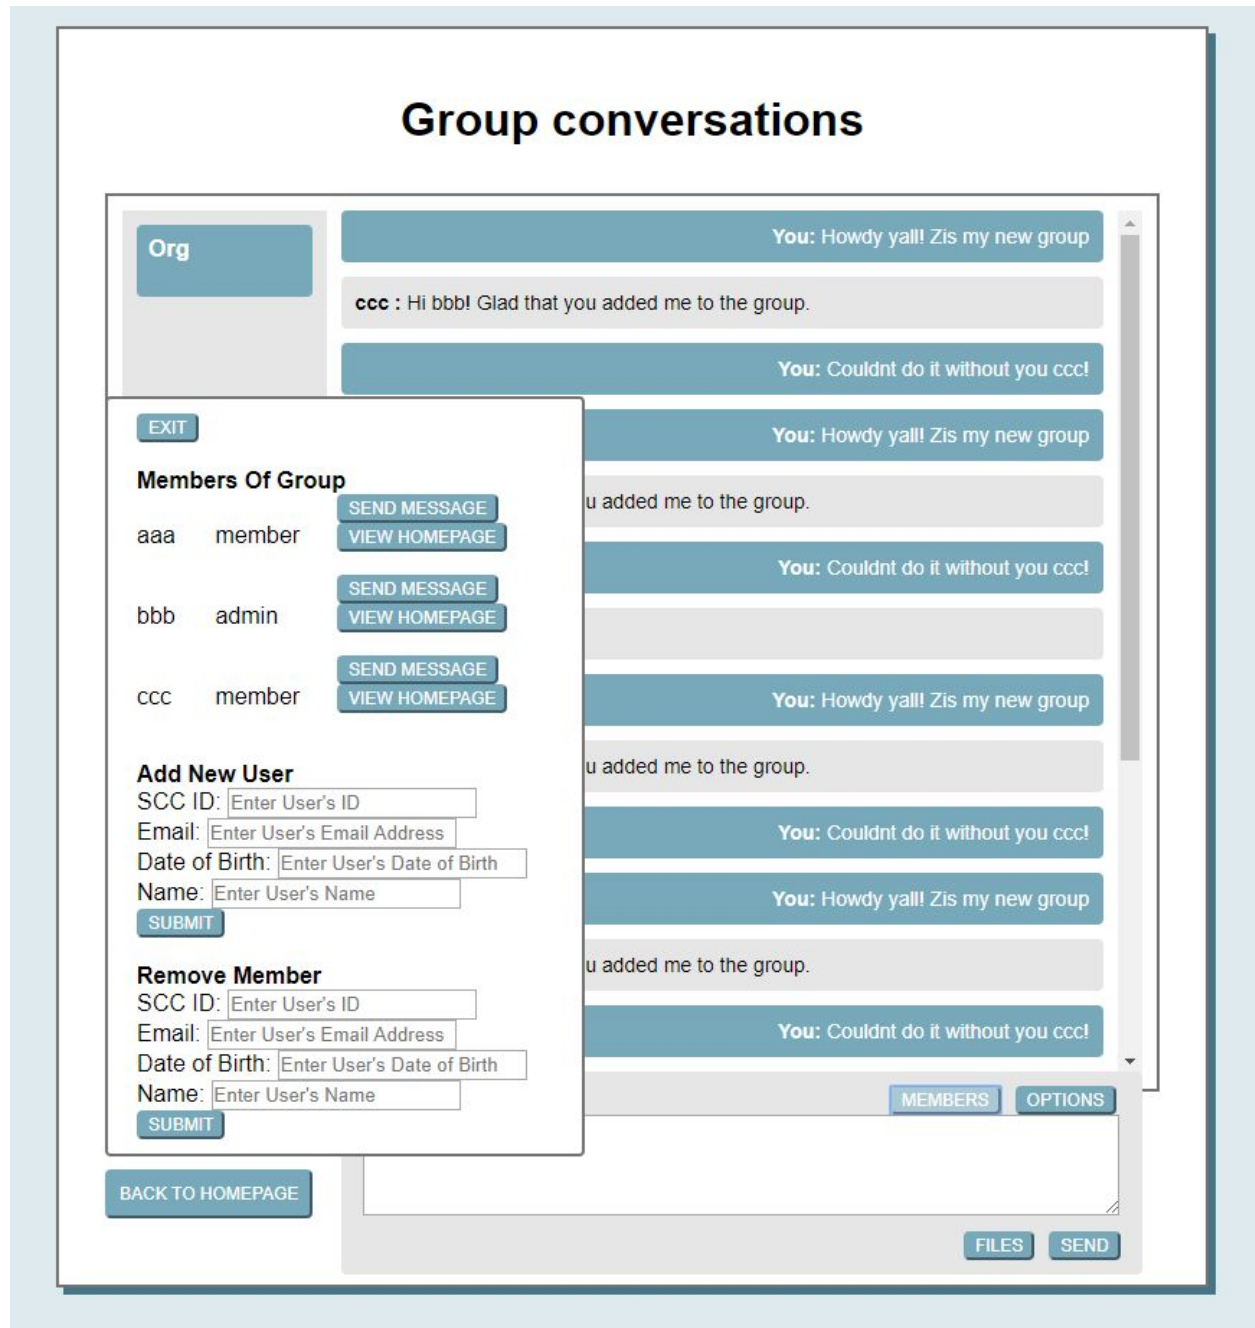 Group conversations
Org
You: Howdy yall! Zis my new group
ccc : Hi bbb! Glad that you added me to the group.
You: Couldnt do it without you ccc!
You: Howdy yall! Zis my new group
u added me to the group.
You: Couldnt do it without you ccc!
You: Howdy yall! Zis my new group
u added me to the group.
You: Couldnt do it without you ccc!
You: Howdy yall! Zis my new group
u added me to the group.
You: Couldnt do it without you ccc!
EXIT
Members Of Group
SEND MESSAGE
aaa member VIEW HOMEPAGE
SEND MESSAGE
bbb admin VIEW HOMEPAGE
SEND MESSAGE
ccc member VIEW HOMEPAGE
Add New User
SCC ID: Enter User's ID
Email: Enter User's Email Address
Date of Birth: Enter User's Date of Birth
Name: Enter User's Name
SUBMIT
Remove Member
SCC ID: Enter User's ID
Email: Enter User's Email Address
Date of Birth: Enter User's Date of Birth
Name: Enter User's Name
SUBMIT
MEMBERS OPTIONS
BACK TO HOMEPAGE
FILES SEND